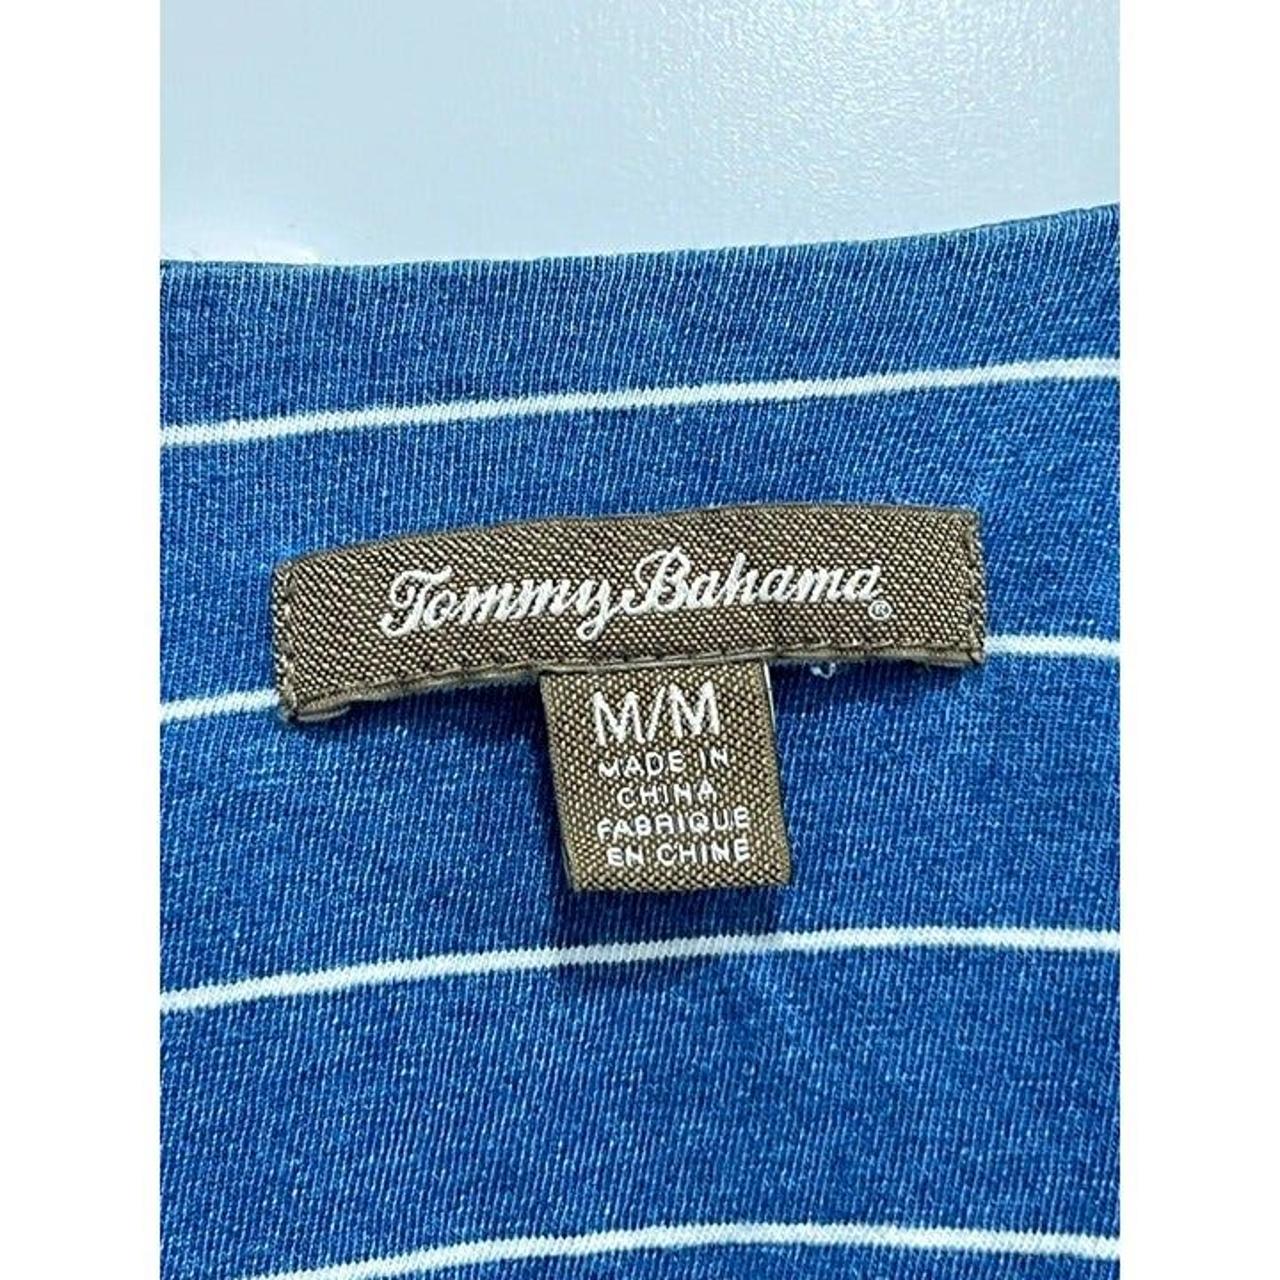 Tommy Bahama®
M/M
MADE IN
CHINA
FABRIQUE
EN CHINE